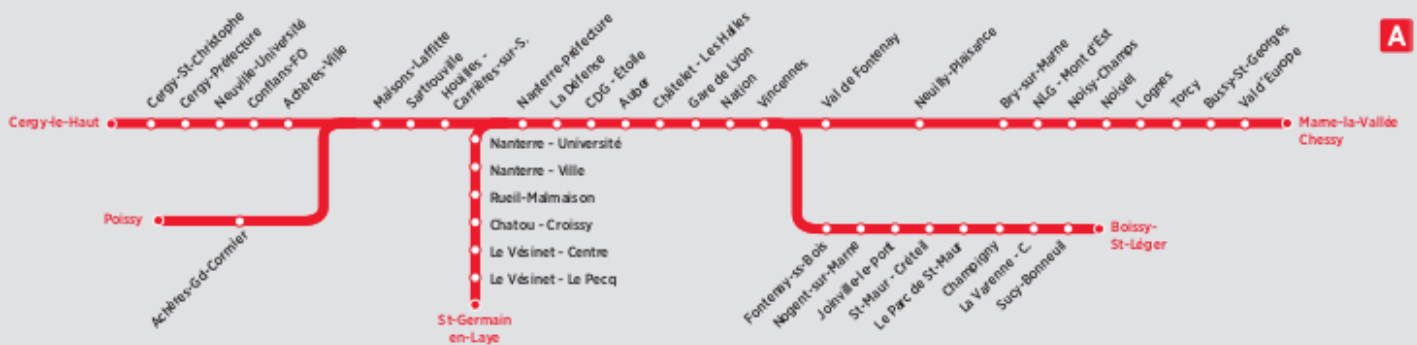 A
Cergy-le-Haut
Cergy-St-Christophe
Cergy-Préfecture
Neuville-Université
Conflans-FO
Achères-Ville
Maisons-Laffitte
Sartrouville
Houilles -
Carrières-sur-S.
Nanterre-Préfecture
La Défense
CDG - Étoile
Auber
Châtelet - Les Halles
Gare de Lyon
Nation
Vincennes
Val de Fontenay
Neuilly-Plaisance
Bry-sur-Marne
NLG - Mont d'Est
Noisy-Champs
Noisiel
Lognes
Torcy
Bussy-St-Georges
Val d'Europe
Marne-la-Vallée
Chessy
Nanterre - Université
Nanterre - Ville
Rueil-Malmaison
Chatou - Croissy
Le Vésinet - Centre
Le Vésinet - Le Pecq
St-Germain
en-Laye
Poissy
Achères-Gd-Cormier
Fontenay-ss-Bois
Nogent-sur-Marne
Joinville-le-Pont
St-Maur - Créteil
Le Parc de St-Maur
Champigny
La Varenne - C.
Sucy-Bonneuil
Boissy-
St-Léger